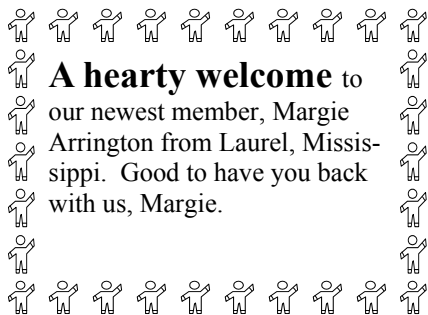 A hearty welcome to
our newest member, Margie
Arrington from Laurel, Missis-
sippi.  Good to have you back
with us, Margie.